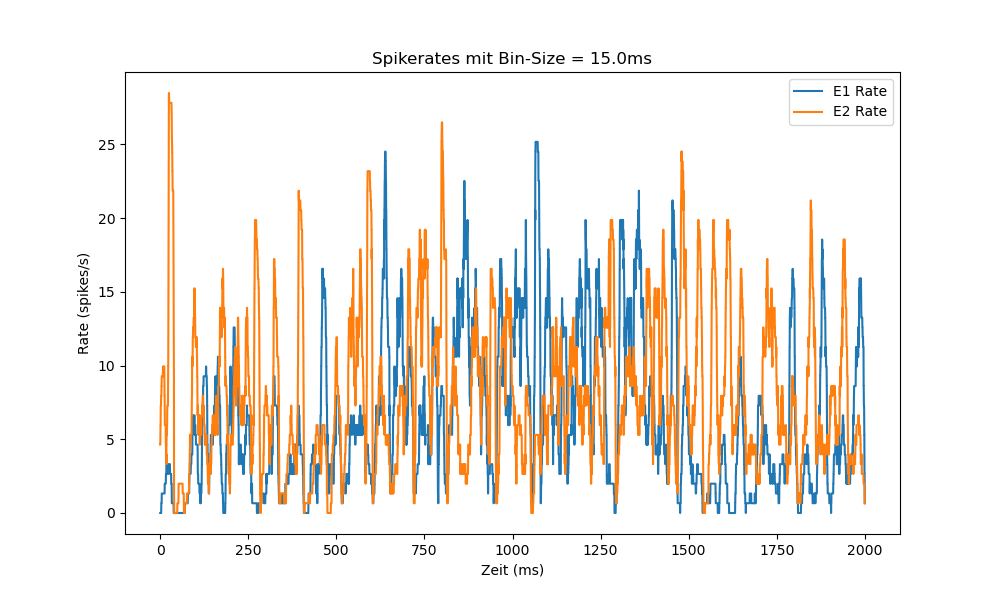 Spikerates mit Bin-Size = 15.0ms
E1 Rate
E2 Rate
Rate (spikes/s)
25
20
15
10
5
0
0 250 500 750 1000 1250 1500 1750 2000
Zeit (ms)